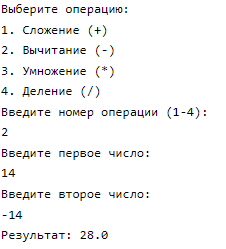 Выберите операцию:
1. Сложение (+)
2. Вычитание (-)
3. Умножение (*)
4. Деление (/)
Введите номер операции (1-4):
2
Введите первое число:
14
Введите второе число:
-14
Результат: 28.0